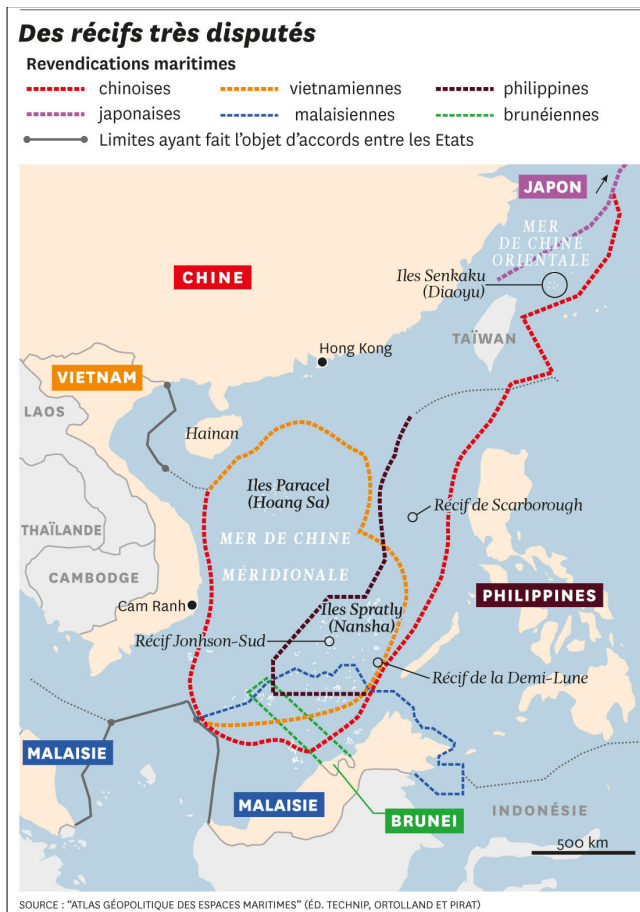 Des récifs très disputés
Revendications maritimes
chinoises
vietnamiennes
philippines
japonaises
malaisiennes
brunéiennes
Limites ayant fait l'objet d'accords entre les Etats
JAPON
MER
DE CHINE
ORIENTALE
CHINE
Iles Senkaku
(Diaoyu)
TAÏWAN
Hong Kong
VIETNAM
LAOS
Hainan
Iles Paracel
(Hoang Sa)
Récif de Scarborough
THAÏLANDE
MER DE CHINE
MÉRIDIONALE
CAMBODGE
PHILIPPINES
Cam Ranh
Iles Spratly
(Nansha)
Récif Jonhson-Sud
Récif de la Demi-Lune
MALAISIE
MALAISIE
BRUNEI
INDONÉSIE
500 km
SOURCE : "ATLAS GÉOPOLITIQUE DES ESPACES MARITIMES" (ÉD. TECHNIP, ORTOLLAND ET PIRAT)